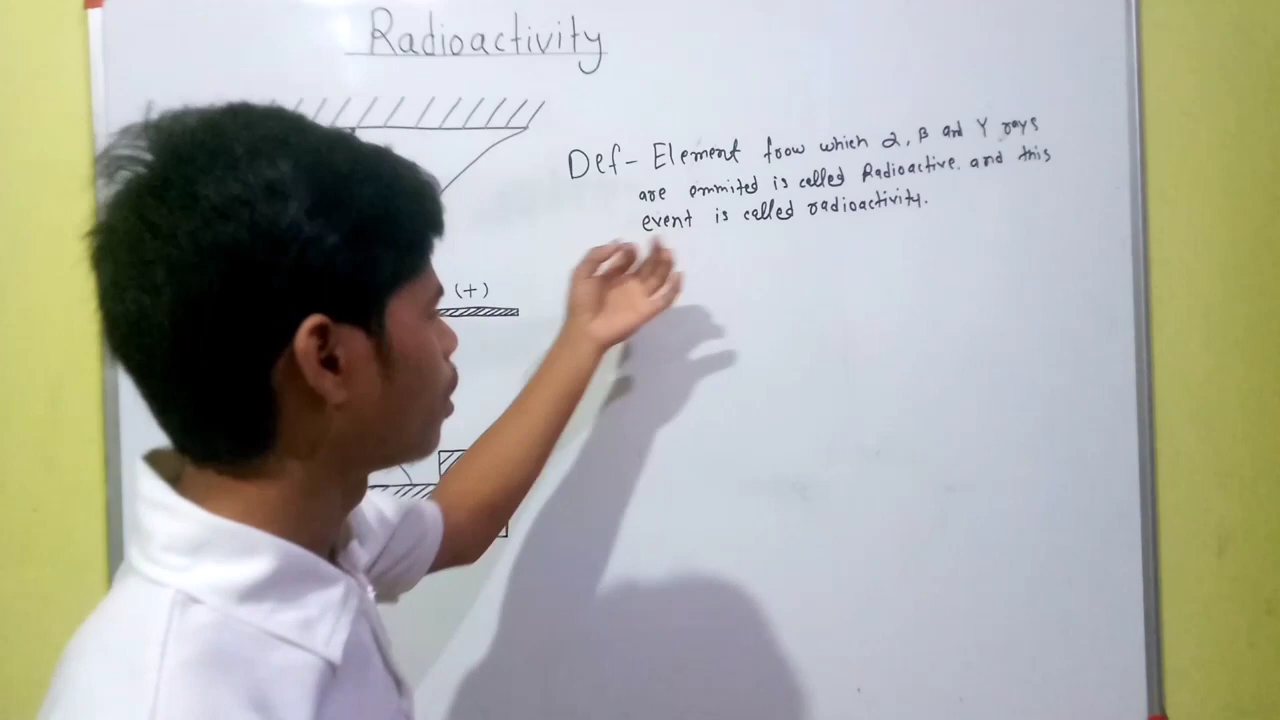 Radioactivity
Def- Element from which α, β and γ rays
are ommited is called Radioactive. and this
event is called radioactivity.
(+)